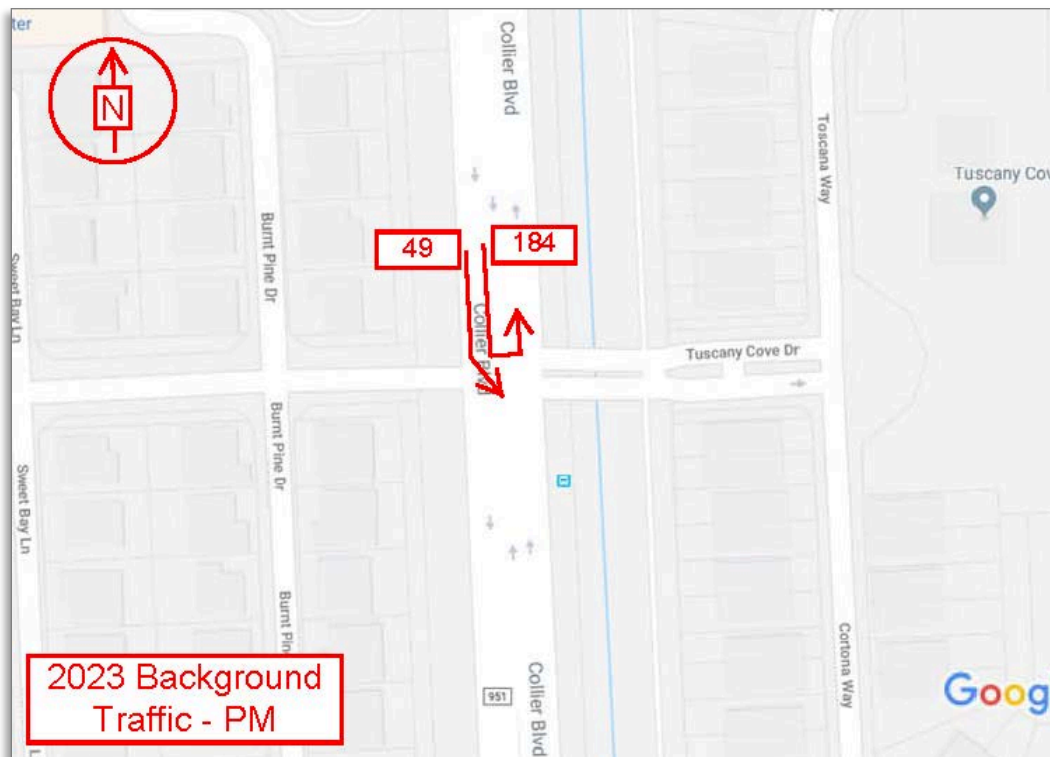 ter
N
Collier Blvd
Toscana Way
Tuscany Cov
Burnt Pine Dr
49
184
Sweet Bay Ln
Collier Blvd
Tuscany Cove Dr
Burnt Pine Dr
Sweet Bay Ln
Burnt Pin
Cortona Way
2023 Background
Traffic - PM
951
Collier Blvd
Goog
L